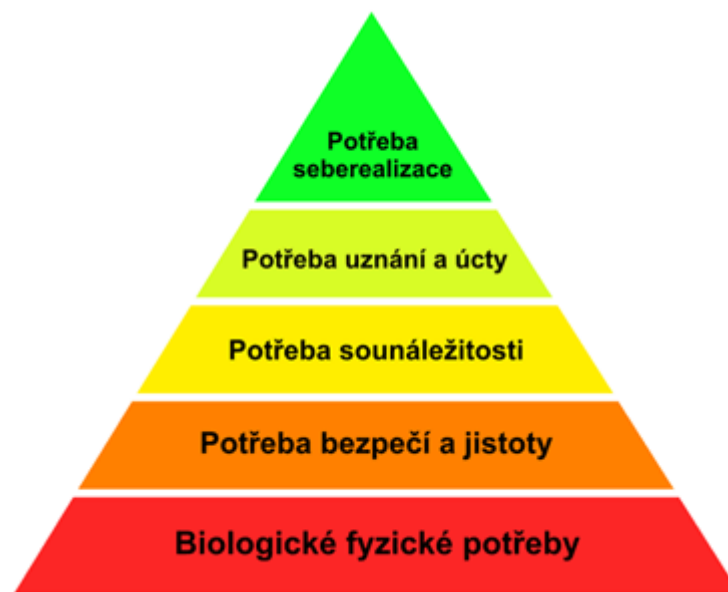 Potřeba
seberealizace
Potřeba uznání a úcty
Potřeba sounáležitosti
Potřeba bezpečí a jistoty
Biologické fyzické potřeby